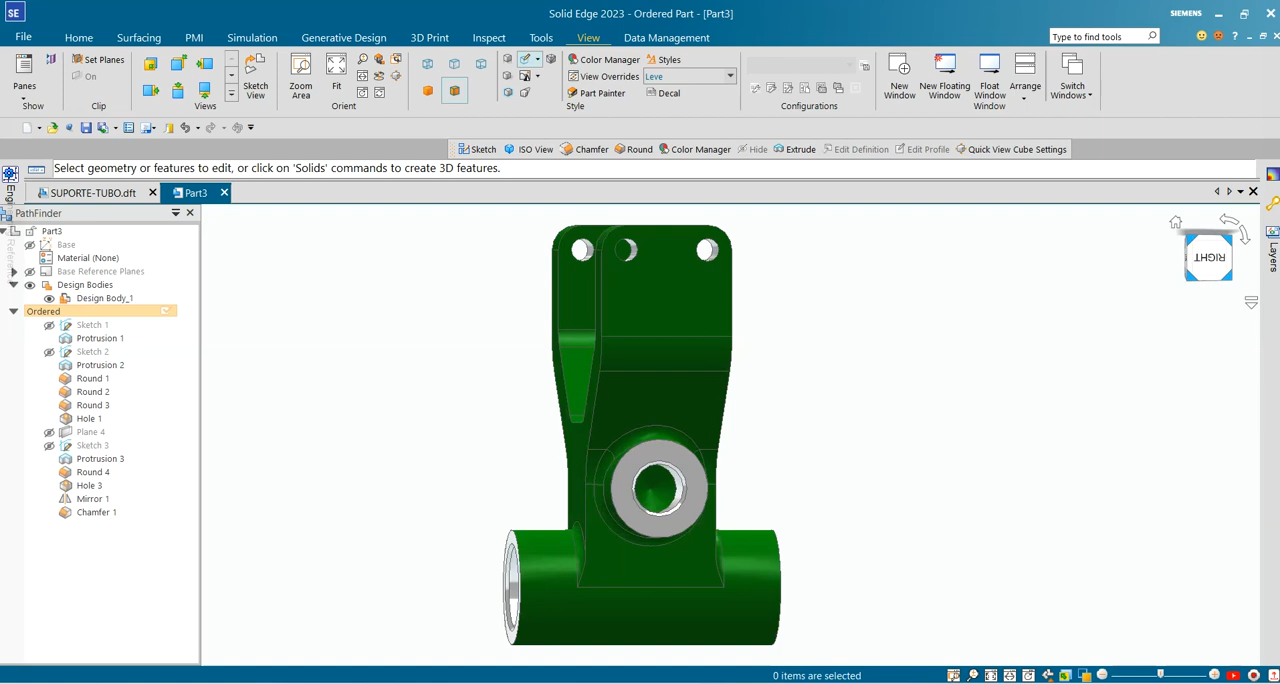 SE
Solid Edge 2023 - Ordered Part - [Part3]
SIEMENS
File Home Surfacing PMI Simulation Generative Design 3D Print Inspect Tools View Data Management
Type to find tools
Panes
Show
Set Planes
On
Clip
Views
Sketch View
Zoom Area
Fit
Orient
Color Manager
Styles
View Overrides
Leve
Part Painter
Decal
Style
Configurations
New Window
New Floating Window
Float Window
Arrange
Window
Switch Windows
Sketch ISO View Chamfer Round Color Manager Hide Extrude Edit Definition Edit Profile Quick View Cube Settings
Select geometry or features to edit, or click on 'Solids' commands to create 3D features.
SUPORTE-TUBO.dft
Part3
PathFinder
Part3
Base
Material (None)
Base Reference Planes
Design Bodies
Design Body_1
Ordered
Sketch 1
Protrusion 1
Sketch 2
Protrusion 2
Round 1
Round 2
Round 3
Hole 1
Plane 4
Sketch 3
Protrusion 3
Round 4
Hole 3
Mirror 1
Chamfer 1
RIGHT
Layers
0 items are selected